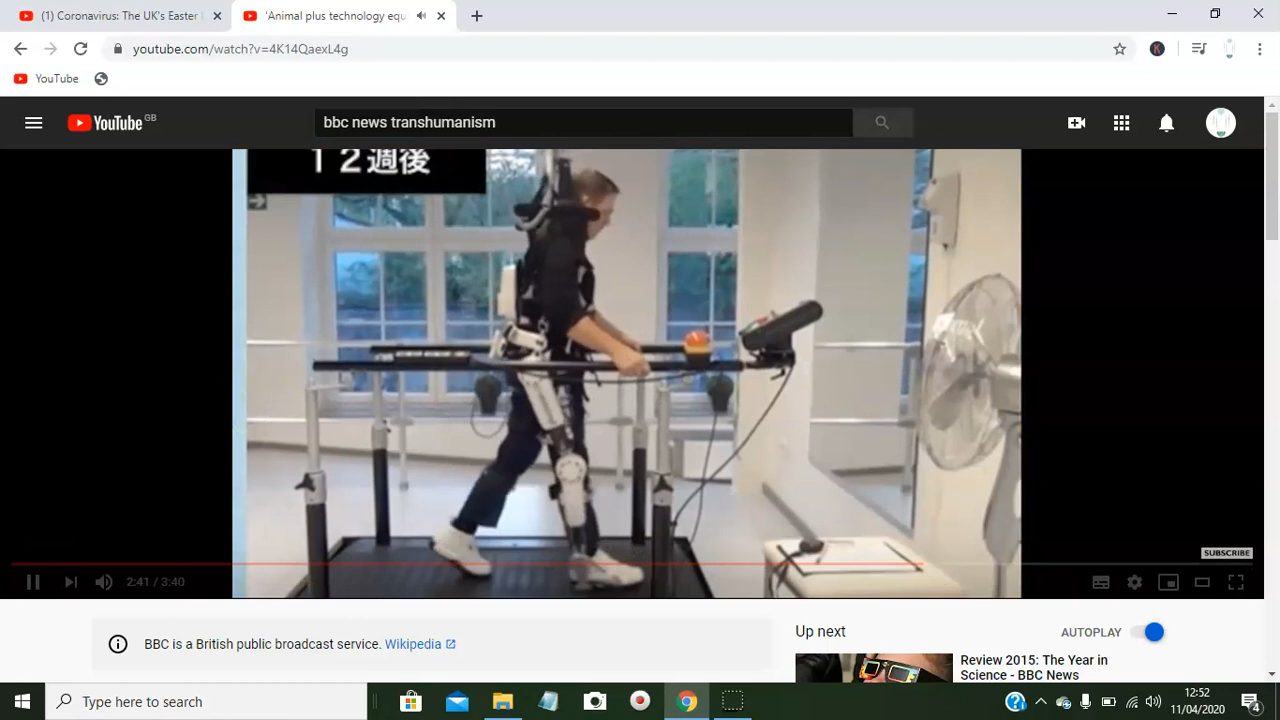 (1) Coronavirus: The UK's Easter
'Animal plus technology equ
youtube.com/watch?v=4K14QaexL4g
K
YouTube
YouTube GB
bbc news transhumanism
12週後
SUBSCRIBE
2:41 / 3:40
BBC is a British public broadcast service. Wikipedia
Up next
AUTOPLAY
Review 2015: The Year in
Science - BBC News
Type here to search
12:52
11/04/2020
4